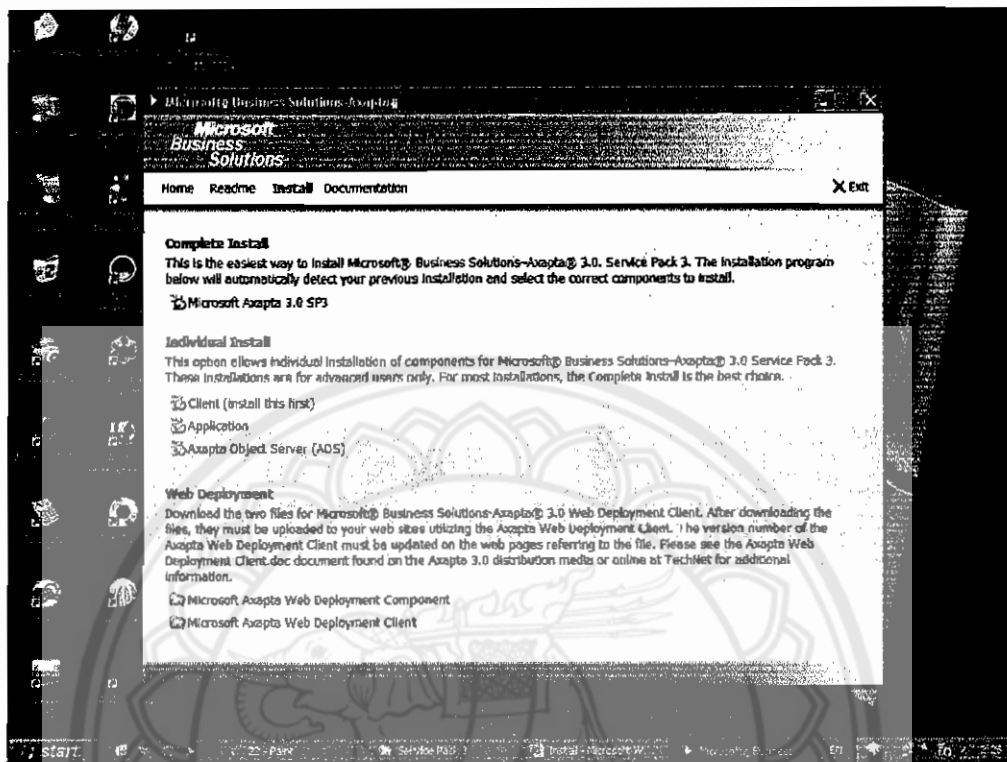 Microsoft Business Solutions-Axapta
Microsoft
Business
Solutions
Home Readme Install Documentation Exit
Complete Install
This is the easiest way to install Microsoft® Business Solutions-Axapta® 3.0. Service Pack 3. The installation program
below will automatically detect your previous installation and select the correct components to install.
Microsoft Axapta 3.0 SP3
Individual Install
This option allows individual installation of components for Microsoft® Business Solutions-Axapta® 3.0 Service Pack 3.
These installations are for advanced users only. For most installations, the Complete Install is the best choice.
Client (install this first)
Application
Axapta Object Server (AOS)
Web Deployment
Download the two files for Microsoft® Business Solutions-Axapta® 3.0 Web Deployment Client. After downloading the
files, they must be uploaded to your web sites utilizing the Axapta Web Deployment Client. The version number of the
Axapta Web Deployment Client must be updated on the web pages referring to the file. Please see the Axapta Web
Deployment Client.doc document found on the Axapta 3.0 distribution media or online at TechNet for additional
information.
Microsoft Axapta Web Deployment Component
Microsoft Axapta Web Deployment Client
start 22 - Paint Service Pack 3 Install - Microsoft W... EN